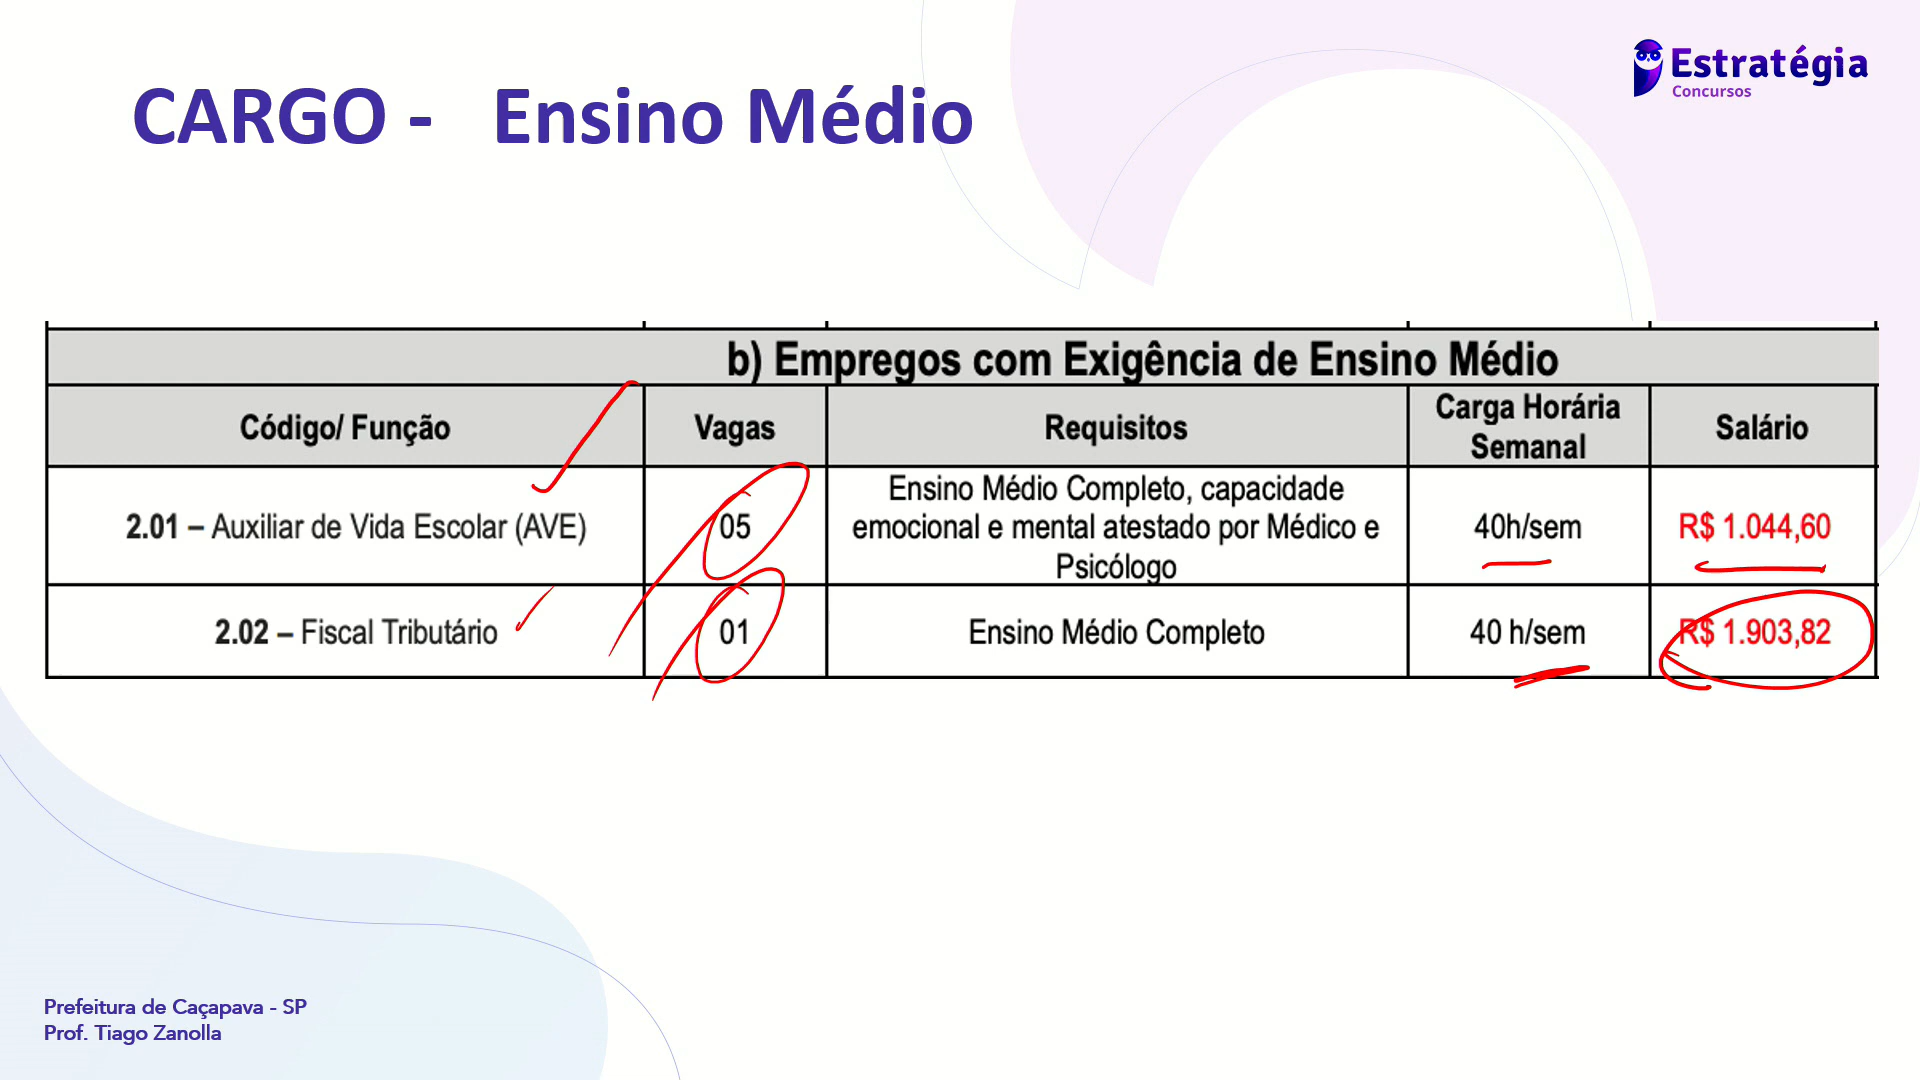 CARGO - Ensino Médio
Estratégia
Concursos
b) Empregos com Exigência de Ensino Médio
Código/ Função
Vagas
Requisitos
Carga Horária
Semanal
Salário
2.01 – Auxiliar de Vida Escolar (AVE)
05
Ensino Médio Completo, capacidade
emocional e mental atestado por Médico e
Psicólogo
40h/sem
R$ 1.044,60
2.02 – Fiscal Tributário
01
Ensino Médio Completo
40 h/sem
R$ 1.903,82
Prefeitura de Caçapava - SP
Prof. Tiago Zanolla